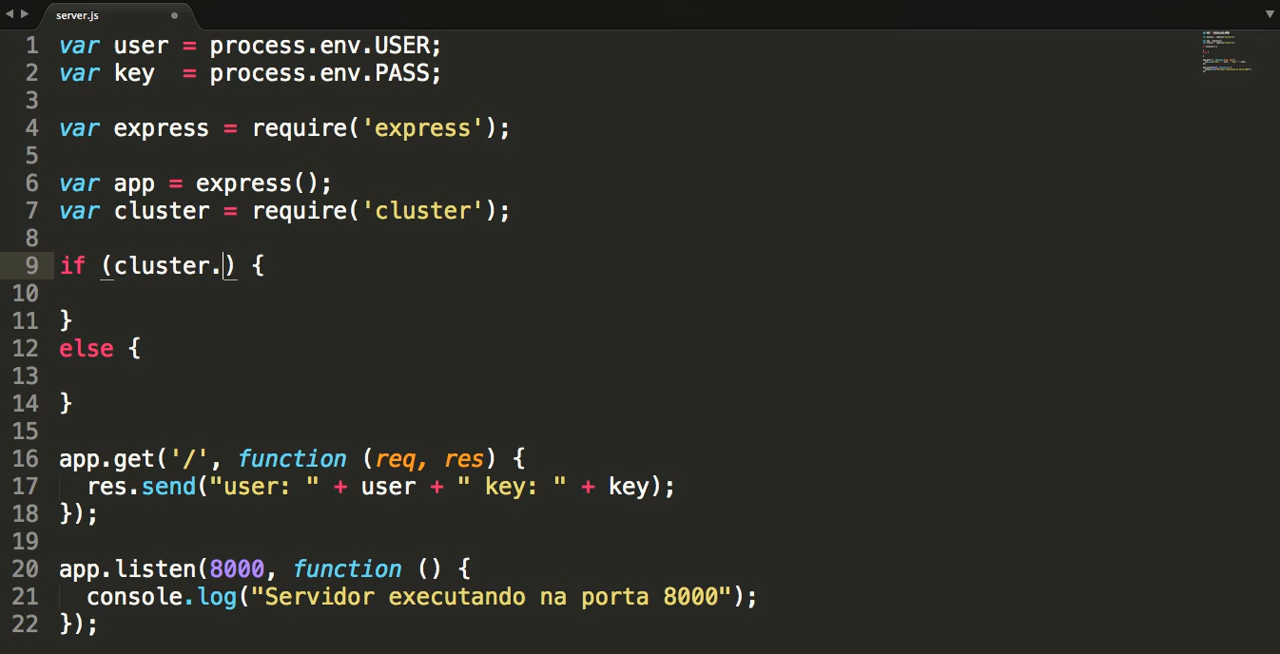 server.js
1 var user = process.env.USER;
2 var key  = process.env.PASS;
3
4 var express = require('express');
5
6 var app = express();
7 var cluster = require('cluster');
8
9 if (cluster.) {
10
11 }
12 else {
13
14 }
15
16 app.get('/', function (req, res) {
17   res.send("user: " + user + " key: " + key);
18 });
19
20 app.listen(8000, function () {
21   console.log("Servidor executando na porta 8000");
22 });